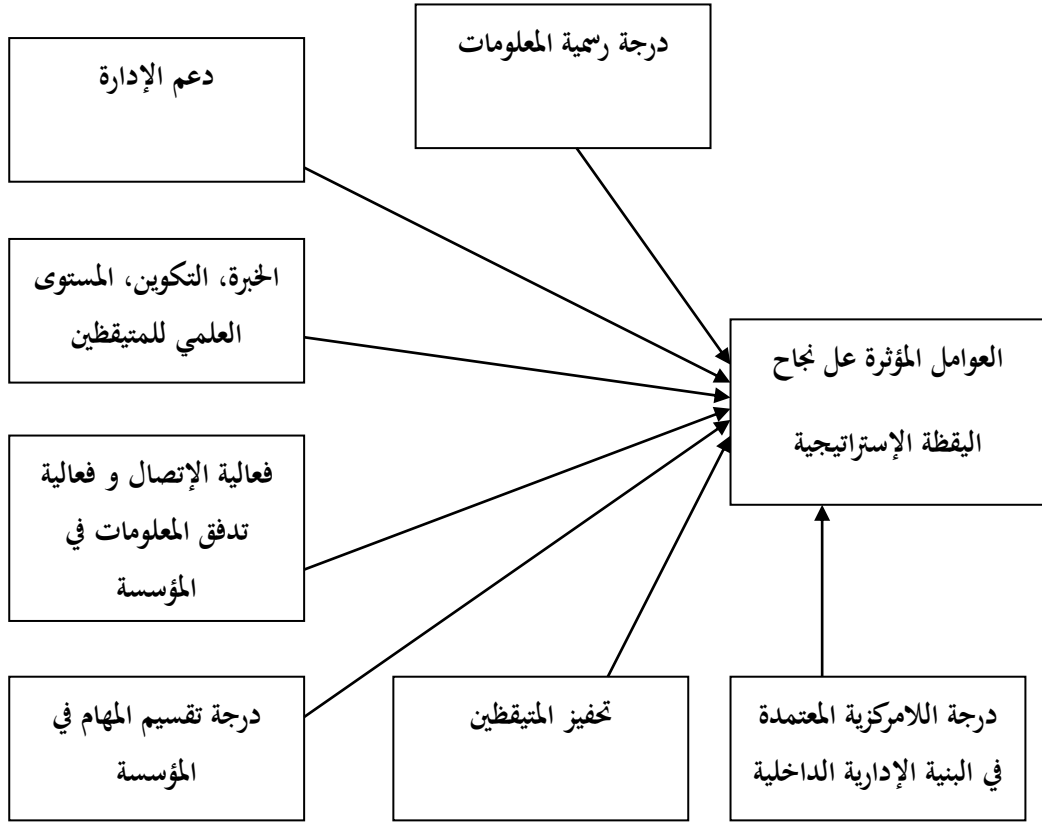 درجة رسمية المعلومات
دعم الإدارة
الخبرة، التكوين، المستوى
العلمي للمتيقظين
العوامل المؤثرة عل نجاح
اليقظة الإستراتيجية
فعالية الإتصال و فعالية
تدفق المعلومات في
المؤسسة
درجة اللامركزية المعتمدة
في البنية الإدارية الداخلية
تحفيز المتيقظين
درجة تقسيم المهام في
المؤسسة